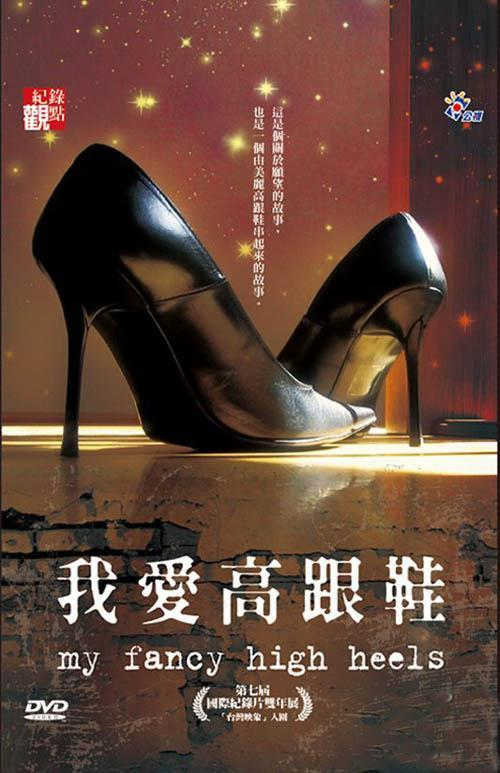 紀錄
觀點
公視
這是個關於願望的故事，
也是一個由美麗高跟鞋串起來的故事。
我愛高跟鞋
my fancy high heels
DVD
VIDEO
第七屆
國際紀錄片雙年展
「台灣映象」入圍